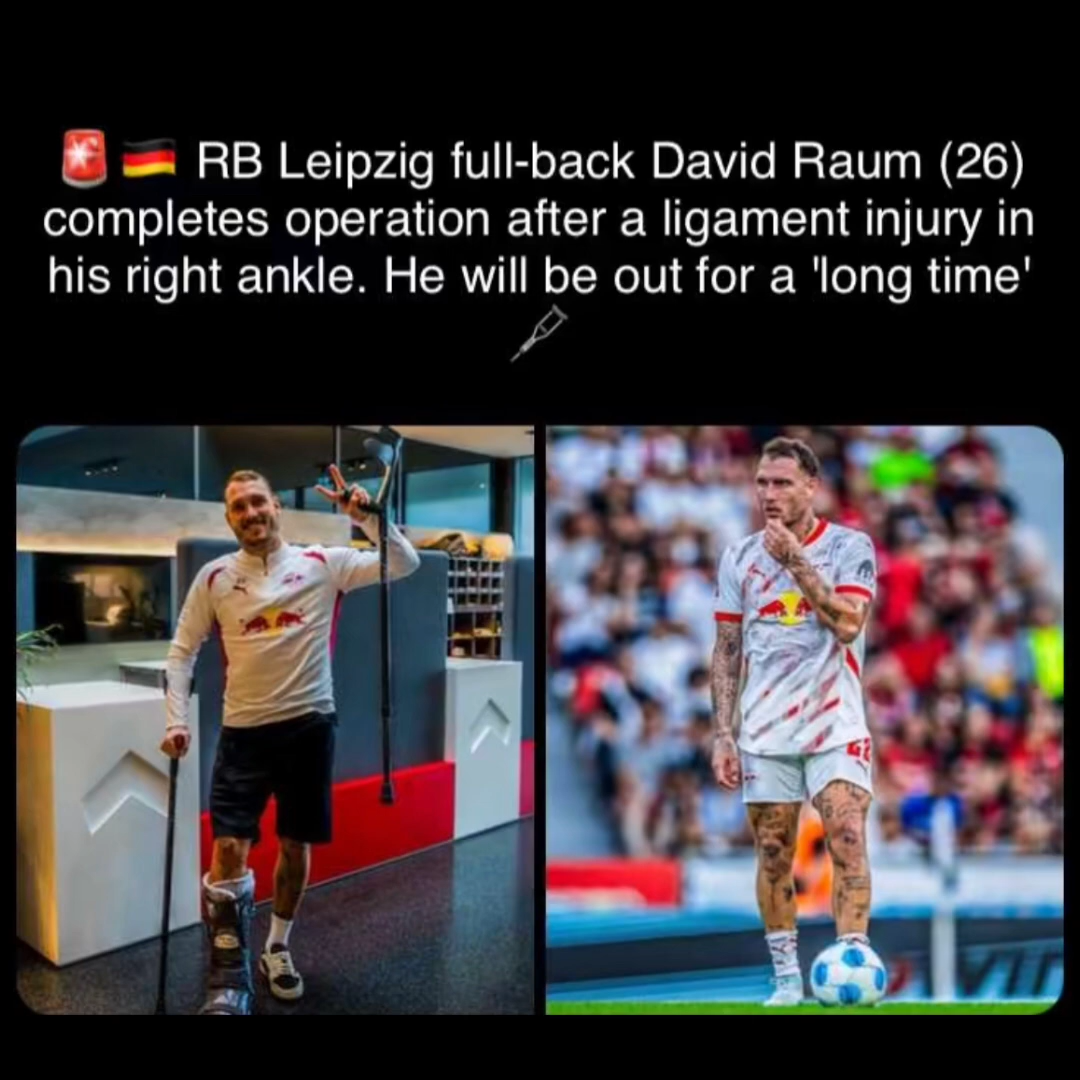 🚨🇩🇪 RB Leipzig full-back David Raum (26)
completes operation after a ligament injury in
his right ankle. He will be out for a 'long time'
🩼
22